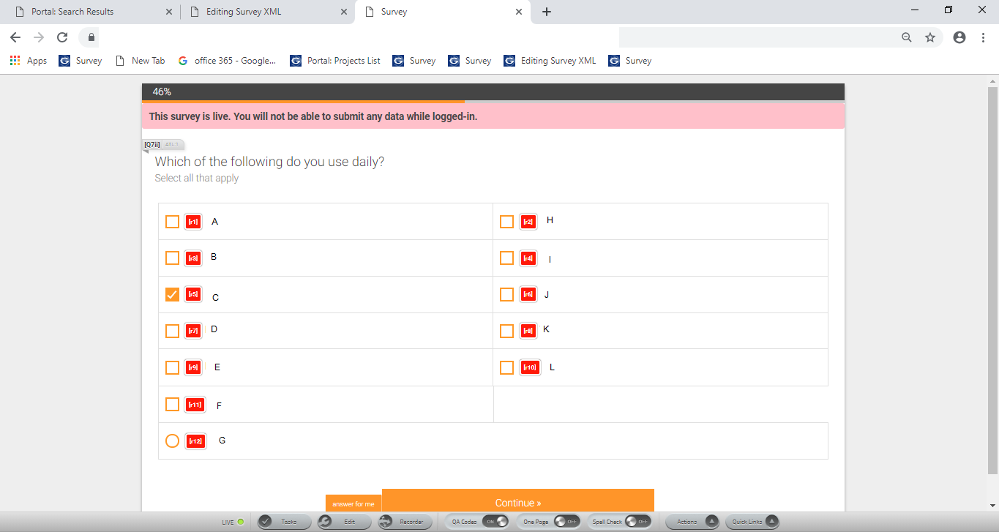 Portal: Search Results
Editing Survey XML
Survey
Apps
Survey
New Tab
office 365 - Google...
Portal: Projects List
Survey
Survey
Editing Survey XML
Survey
46%
This survey is live. You will not be able to submit any data while logged-in.
[Q7ii] ATL:1
Which of the following do you use daily?
Select all that apply
[r1] A
[r2] H
[r3] B
[r4] I
[r5] C
[r6] J
[r7] D
[r8] K
[r9] E
[r10] L
[r11] F
[r12] G
answer for me
Continue »
LIVE
Tasks
Edit
Recorder
QA Codes ON
One Page OFF
Spell Check OFF
Actions
Quick Links